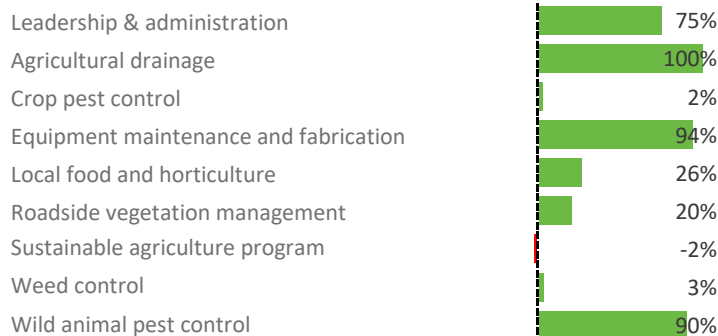 Leadership & administration 75%
Agricultural drainage 100%
Crop pest control 2%
Equipment maintenance and fabrication 94%
Local food and horticulture 26%
Roadside vegetation management 20%
Sustainable agriculture program -2%
Weed control 3%
Wild animal pest control 90%